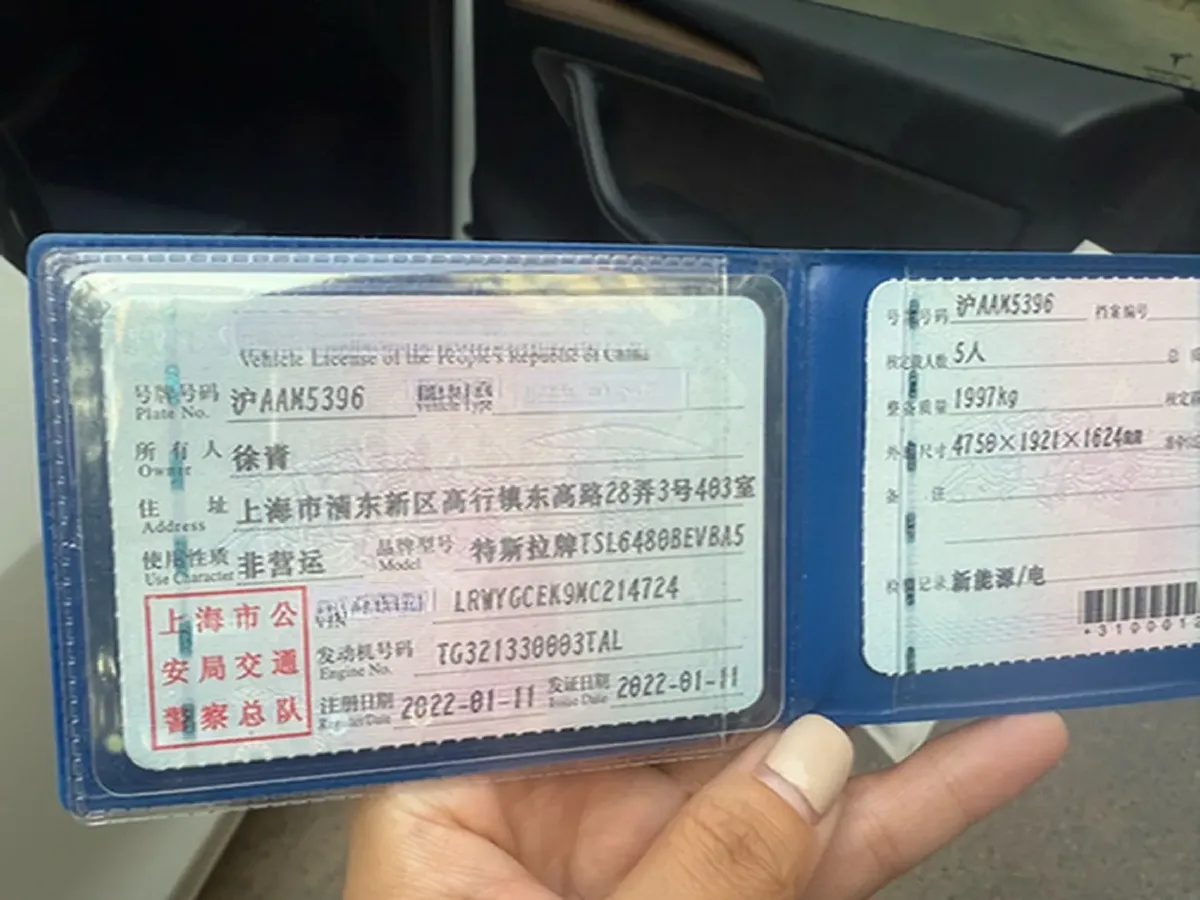 Vehicle License of the People's Republic of China
号牌号码 沪AAM5396
Plate No. Vehicle Type
所有人 徐青
Owner
住址 上海市浦东新区高行镇东高路28弄3号403室
Address
使用性质 非营运 品牌型号 特斯拉牌TSL6480BEVBA5
Use Character Model
上海市公
安局交通
警察总队
LRWYGCEK9MC214724
VIN
发动机号码 TG321330003TAL
Engine No.
注册日期 2022-01-11 发证日期 2022-01-11
Register Date Issue Date
号牌号码 沪AAM5396 档案编号
核定载人数 5人 总
整备质量 1997kg 核定
外廓尺寸 4750×1921×1624mm
备注
检验记录 新能源/电